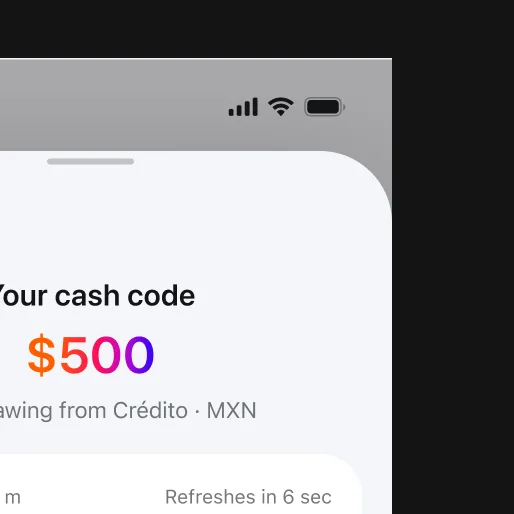 Your cash code
$500
awing from Crédito · MXN
m
Refreshes in 6 sec